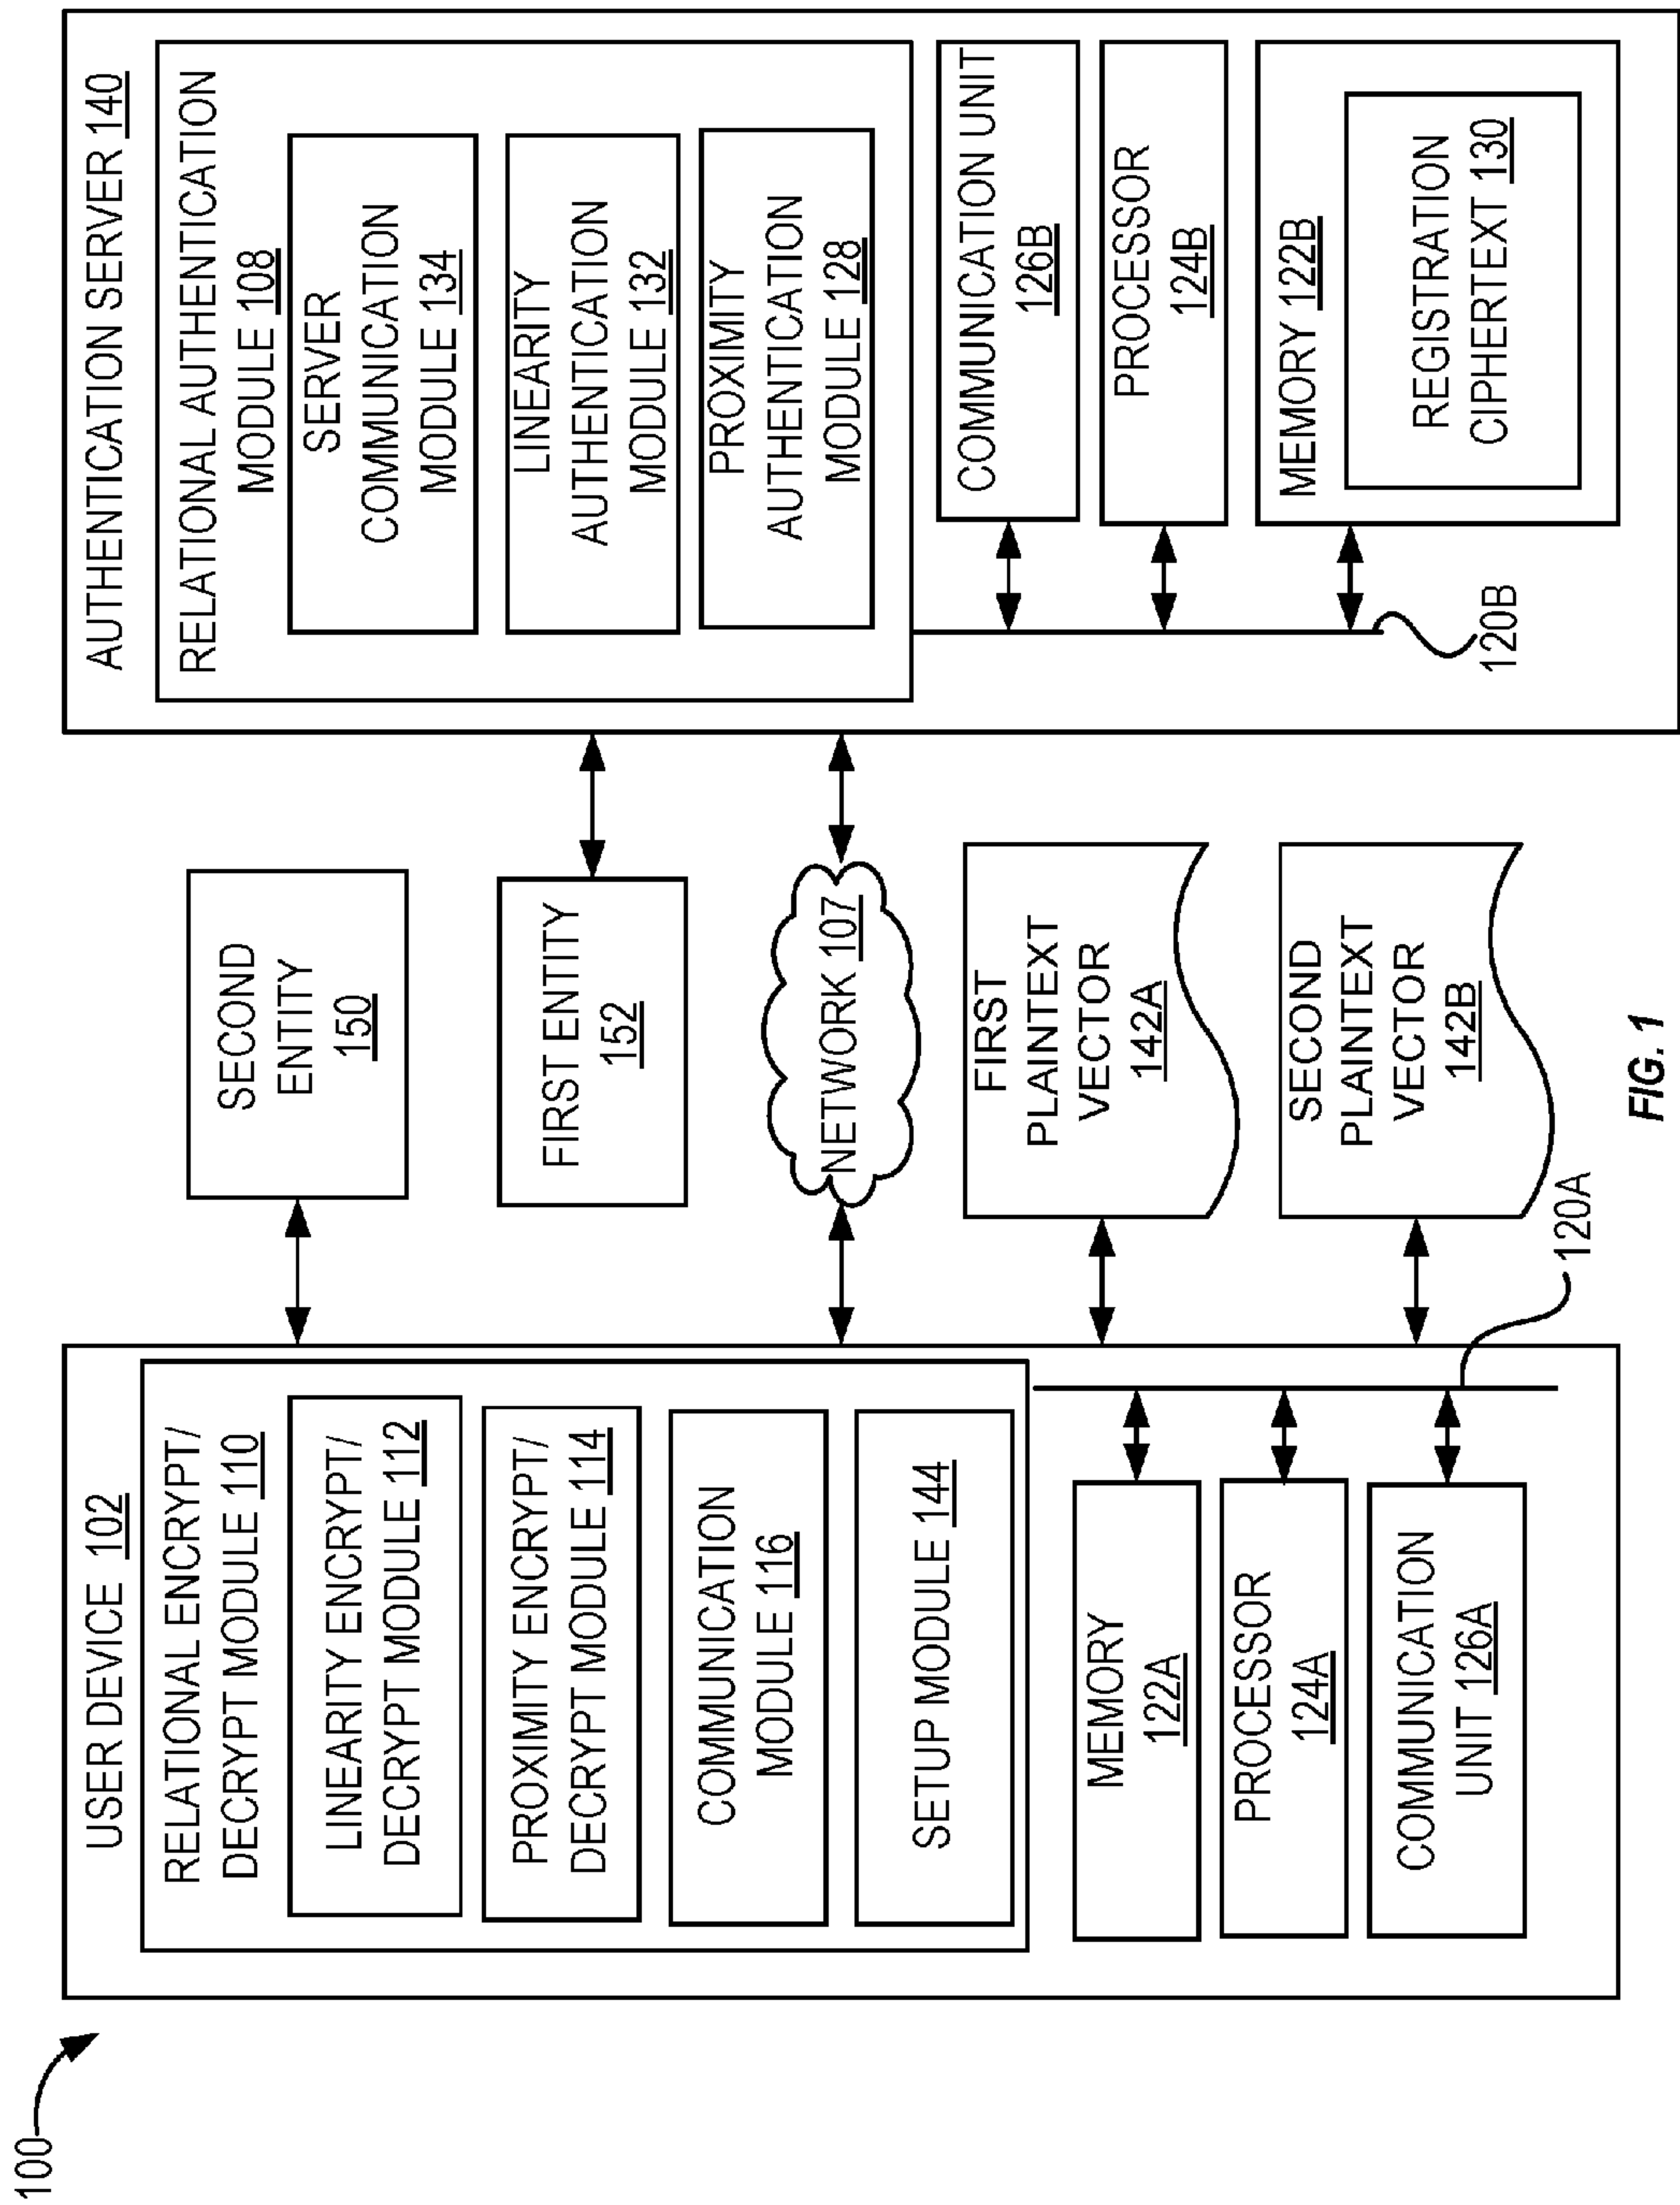 100
USER DEVICE 102
RELATIONAL ENCRYPT/
DECRYPT MODULE 110
LINEARITY ENCRYPT/
DECRYPT MODULE 112
PROXIMITY ENCRYPT/
DECRYPT MODULE 114
COMMUNICATION
MODULE 116
SETUP MODULE 144
MEMORY
122A
PROCESSOR
124A
COMMUNICATION
UNIT 126A
120A
SECOND
ENTITY
150
FIRST ENTITY
152
NETWORK 107
FIRST
PLAINTEXT
VECTOR
142A
SECOND
PLAINTEXT
VECTOR
142B
AUTHENTICATION SERVER 140
RELATIONAL AUTHENTICATION
MODULE 108
SERVER
COMMUNICATION
MODULE 134
LINEARITY
AUTHENTICATION
MODULE 132
PROXIMITY
AUTHENTICATION
MODULE 128
COMMUNICATION UNIT
126B
PROCESSOR
124B
MEMORY 122B
REGISTRATION
CIPHERTEXT 130
120B
FIG. 1